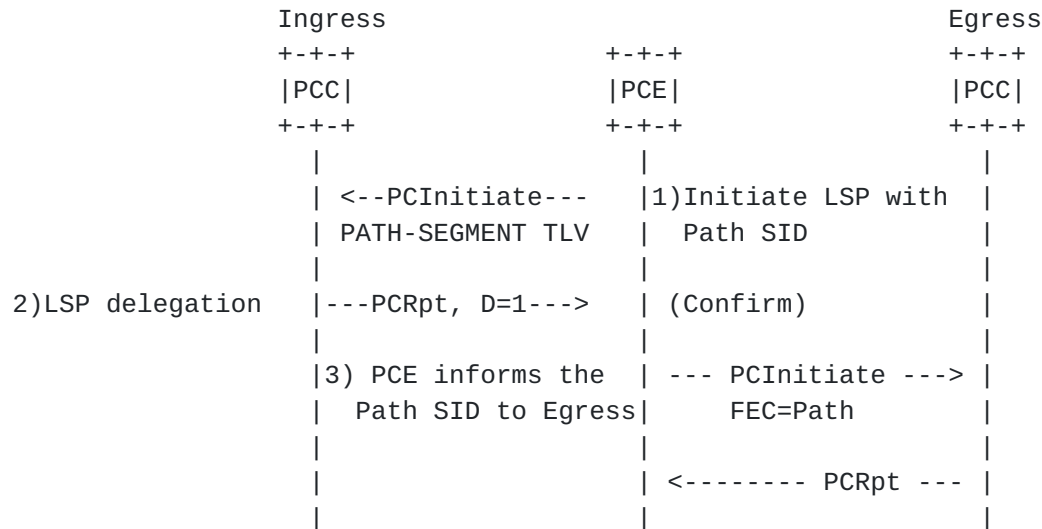 Ingress                                  Egress
                 +-+-+                +-+-+                +-+-+
                 |PCC|                |PCE|                |PCC|
                 +-+-+                +-+-+                +-+-+
                   |                    |                    |
                   | <--PCInitiate---   |1)Initiate LSP with |
                   | PATH-SEGMENT TLV   |  Path SID          |
                   |                    |                    |
 2)LSP delegation  |---PCRpt, D=1--->   | (Confirm)          |
                   |                    |                    |
                   |3) PCE informs the  | --- PCInitiate --->|
                   |  Path SID to Egress|     FEC=Path       |
                   |                    |                    |
                   |                    | <-------- PCRpt ---|
                   |                    |                    |